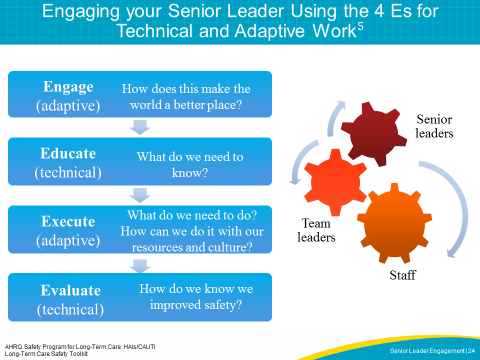 Engaging your Senior Leader Using the 4 Es for
Technical and Adaptive Work5
Engage
(adaptive)
How does this make the
world a better place?
Educate
(technical)
What do we need to
know?
Execute
(adaptive)
What do we need to do?
How can we do it with our
resources and culture?
Evaluate
(technical)
How do we know we
improved safety?
Senior
leaders
Team
leaders
Staff
AHRQ Safety Program for Long-Term Care: HAIs/CAUTI
Long-Term Care Safety Toolkit
Senior Leader Engagement | 24